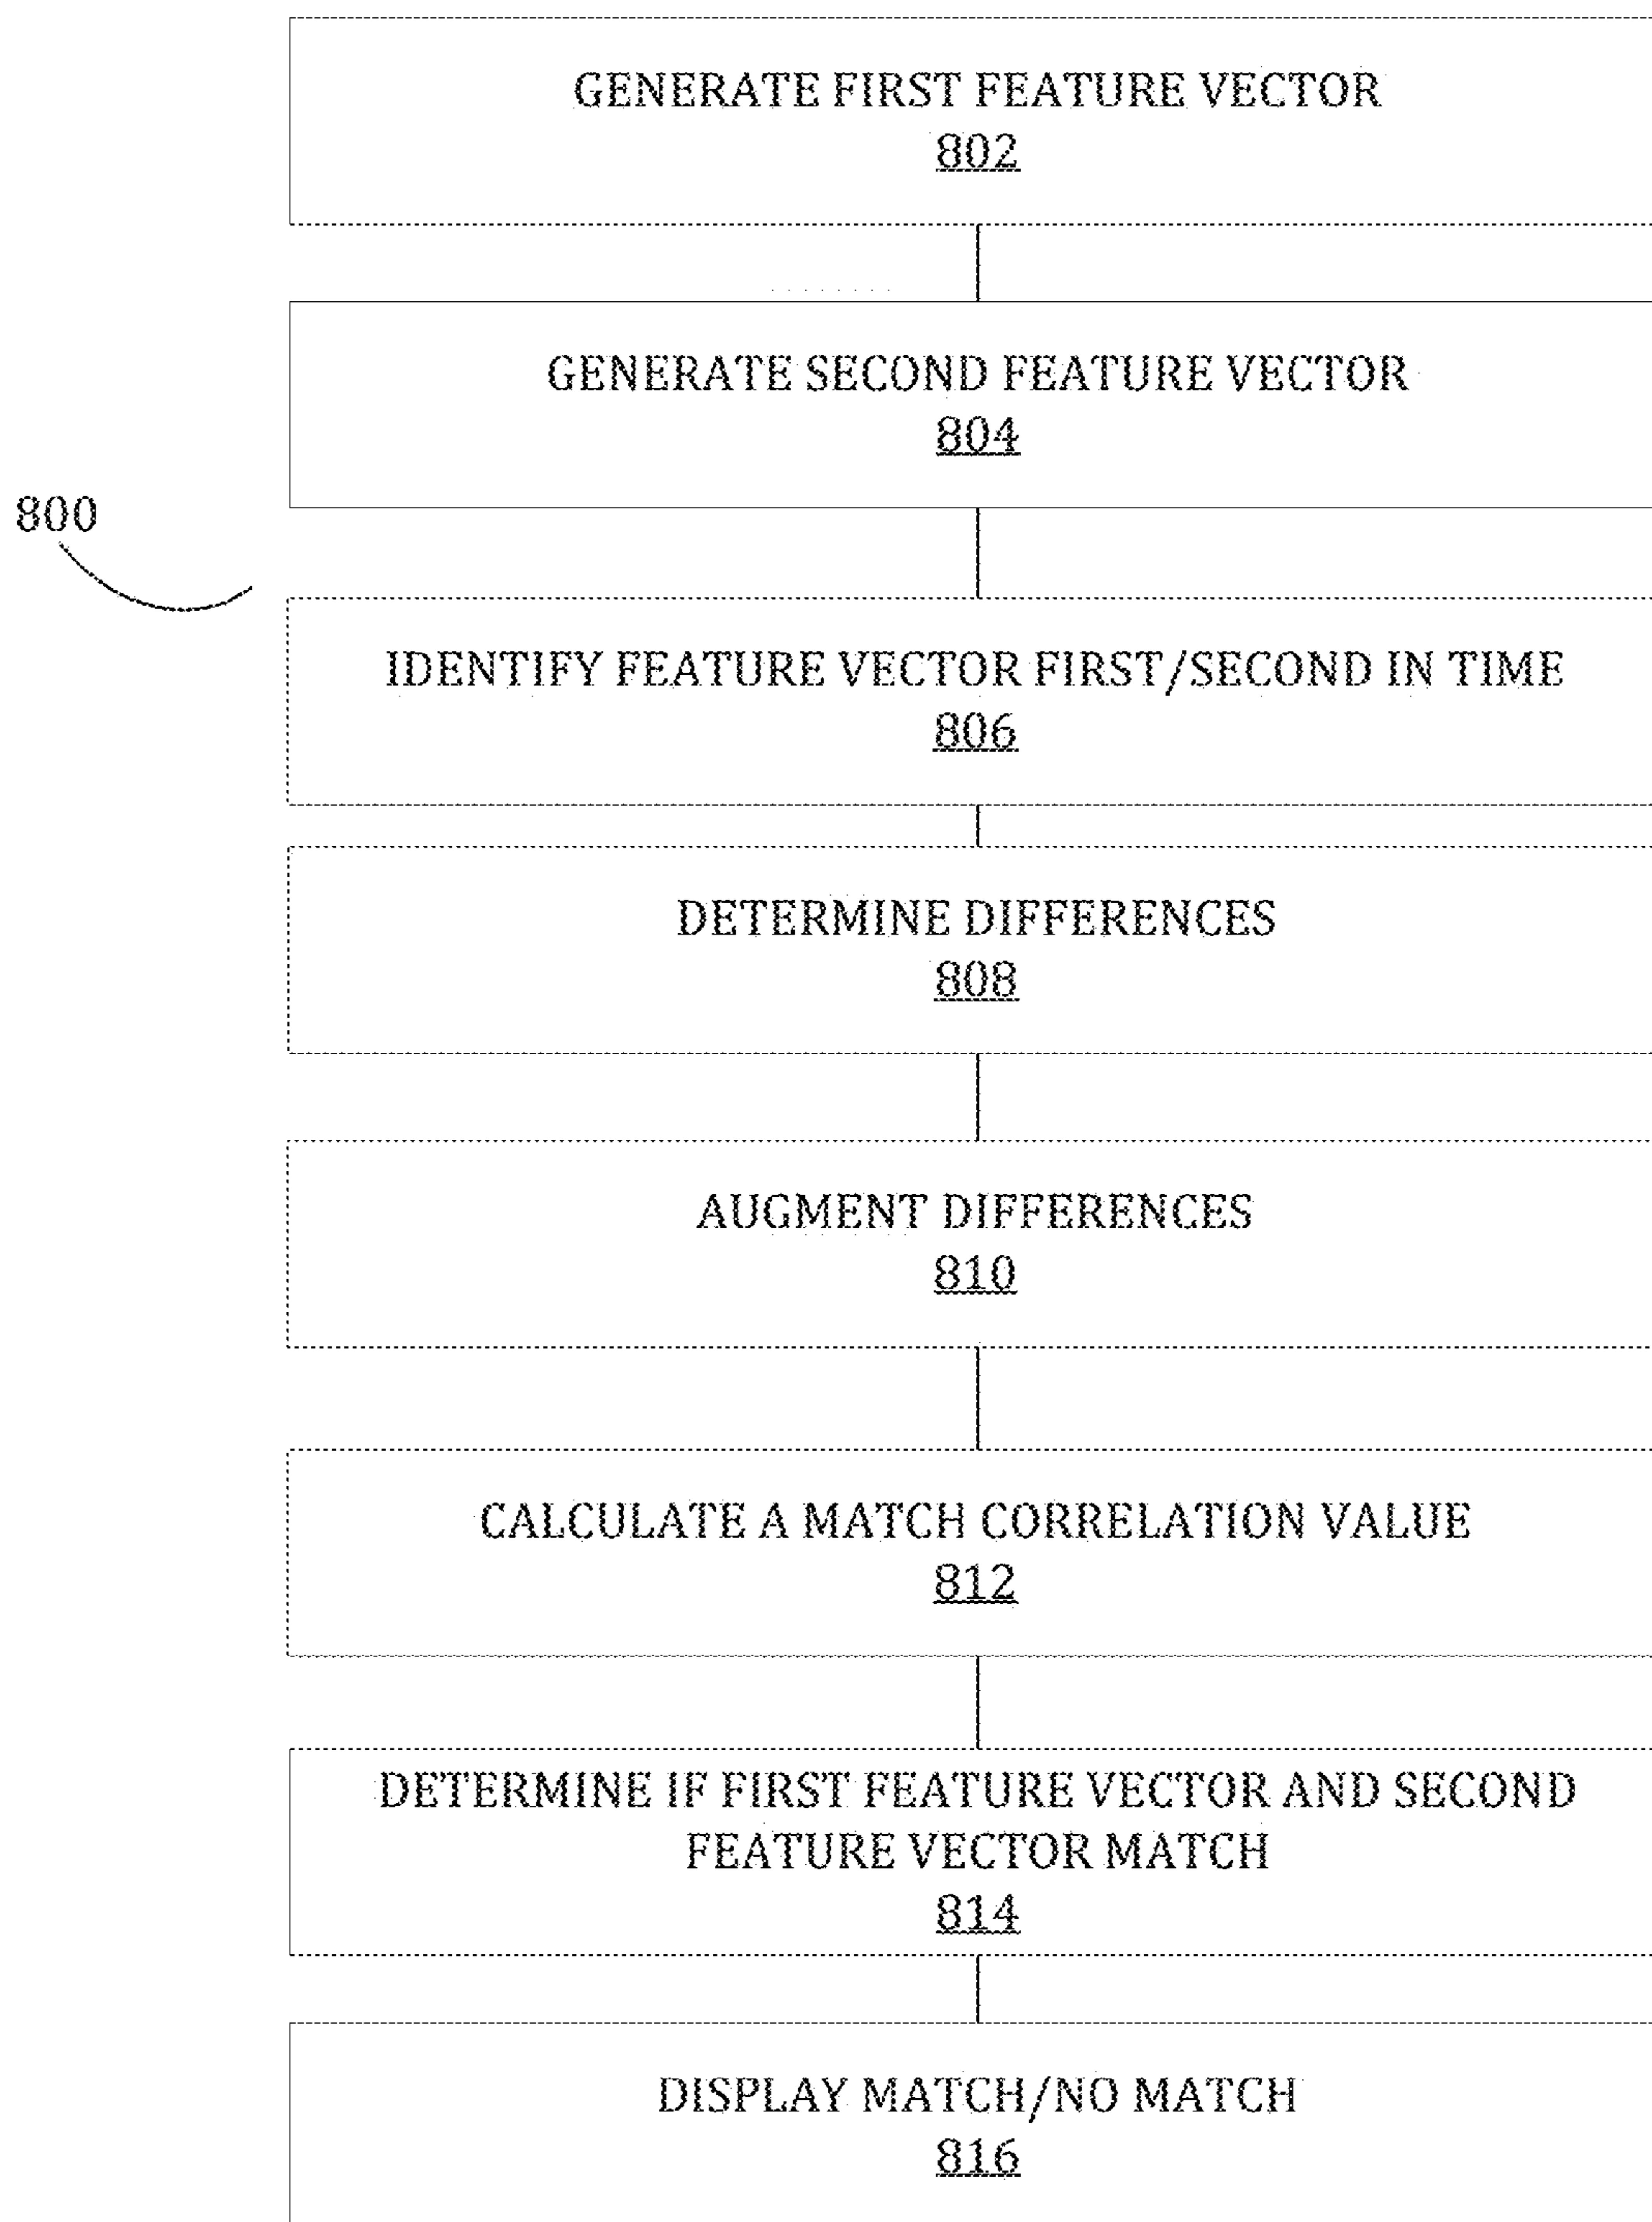 GENERATE FIRST FEATURE VECTOR
802
GENERATE SECOND FEATURE VECTOR
804
800
IDENTIFY FEATURE VECTOR FIRST/SECOND IN TIME
806
DETERMINE DIFFERENCES
808
AUGMENT DIFFERENCES
810
CALCULATE A MATCH CORRELATION VALUE
812
DETERMINE IF FIRST FEATURE VECTOR AND SECOND
FEATURE VECTOR MATCH
814
DISPLAY MATCH/NO MATCH
816